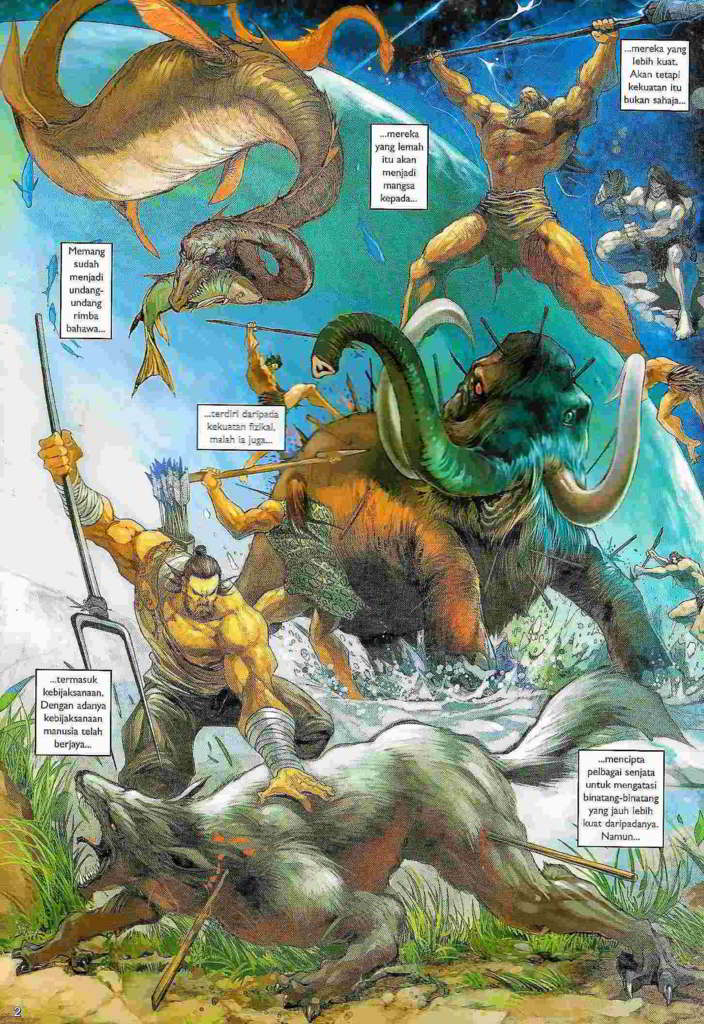 Memang
sudah
menjadi
undang-
undang
rimba
bahawa...
...mereka
yang lemah
itu akan
menjadi
mangsa
kepada...
...mereka yang
lebih kuat.
Akan tetapi
kekuatan itu
bukan sahaja...
...terdiri daripada
kekuatan fizikal,
malah ia juga...
...termasuk
kebijaksanaan.
Dengan adanya
kebijaksanaan
manusia telah
berjaya...
...mencipta
pelbagai senjata
untuk mengatasi
binatang-binatang
yang jauh lebih
kuat daripadanya.
Namun...
2